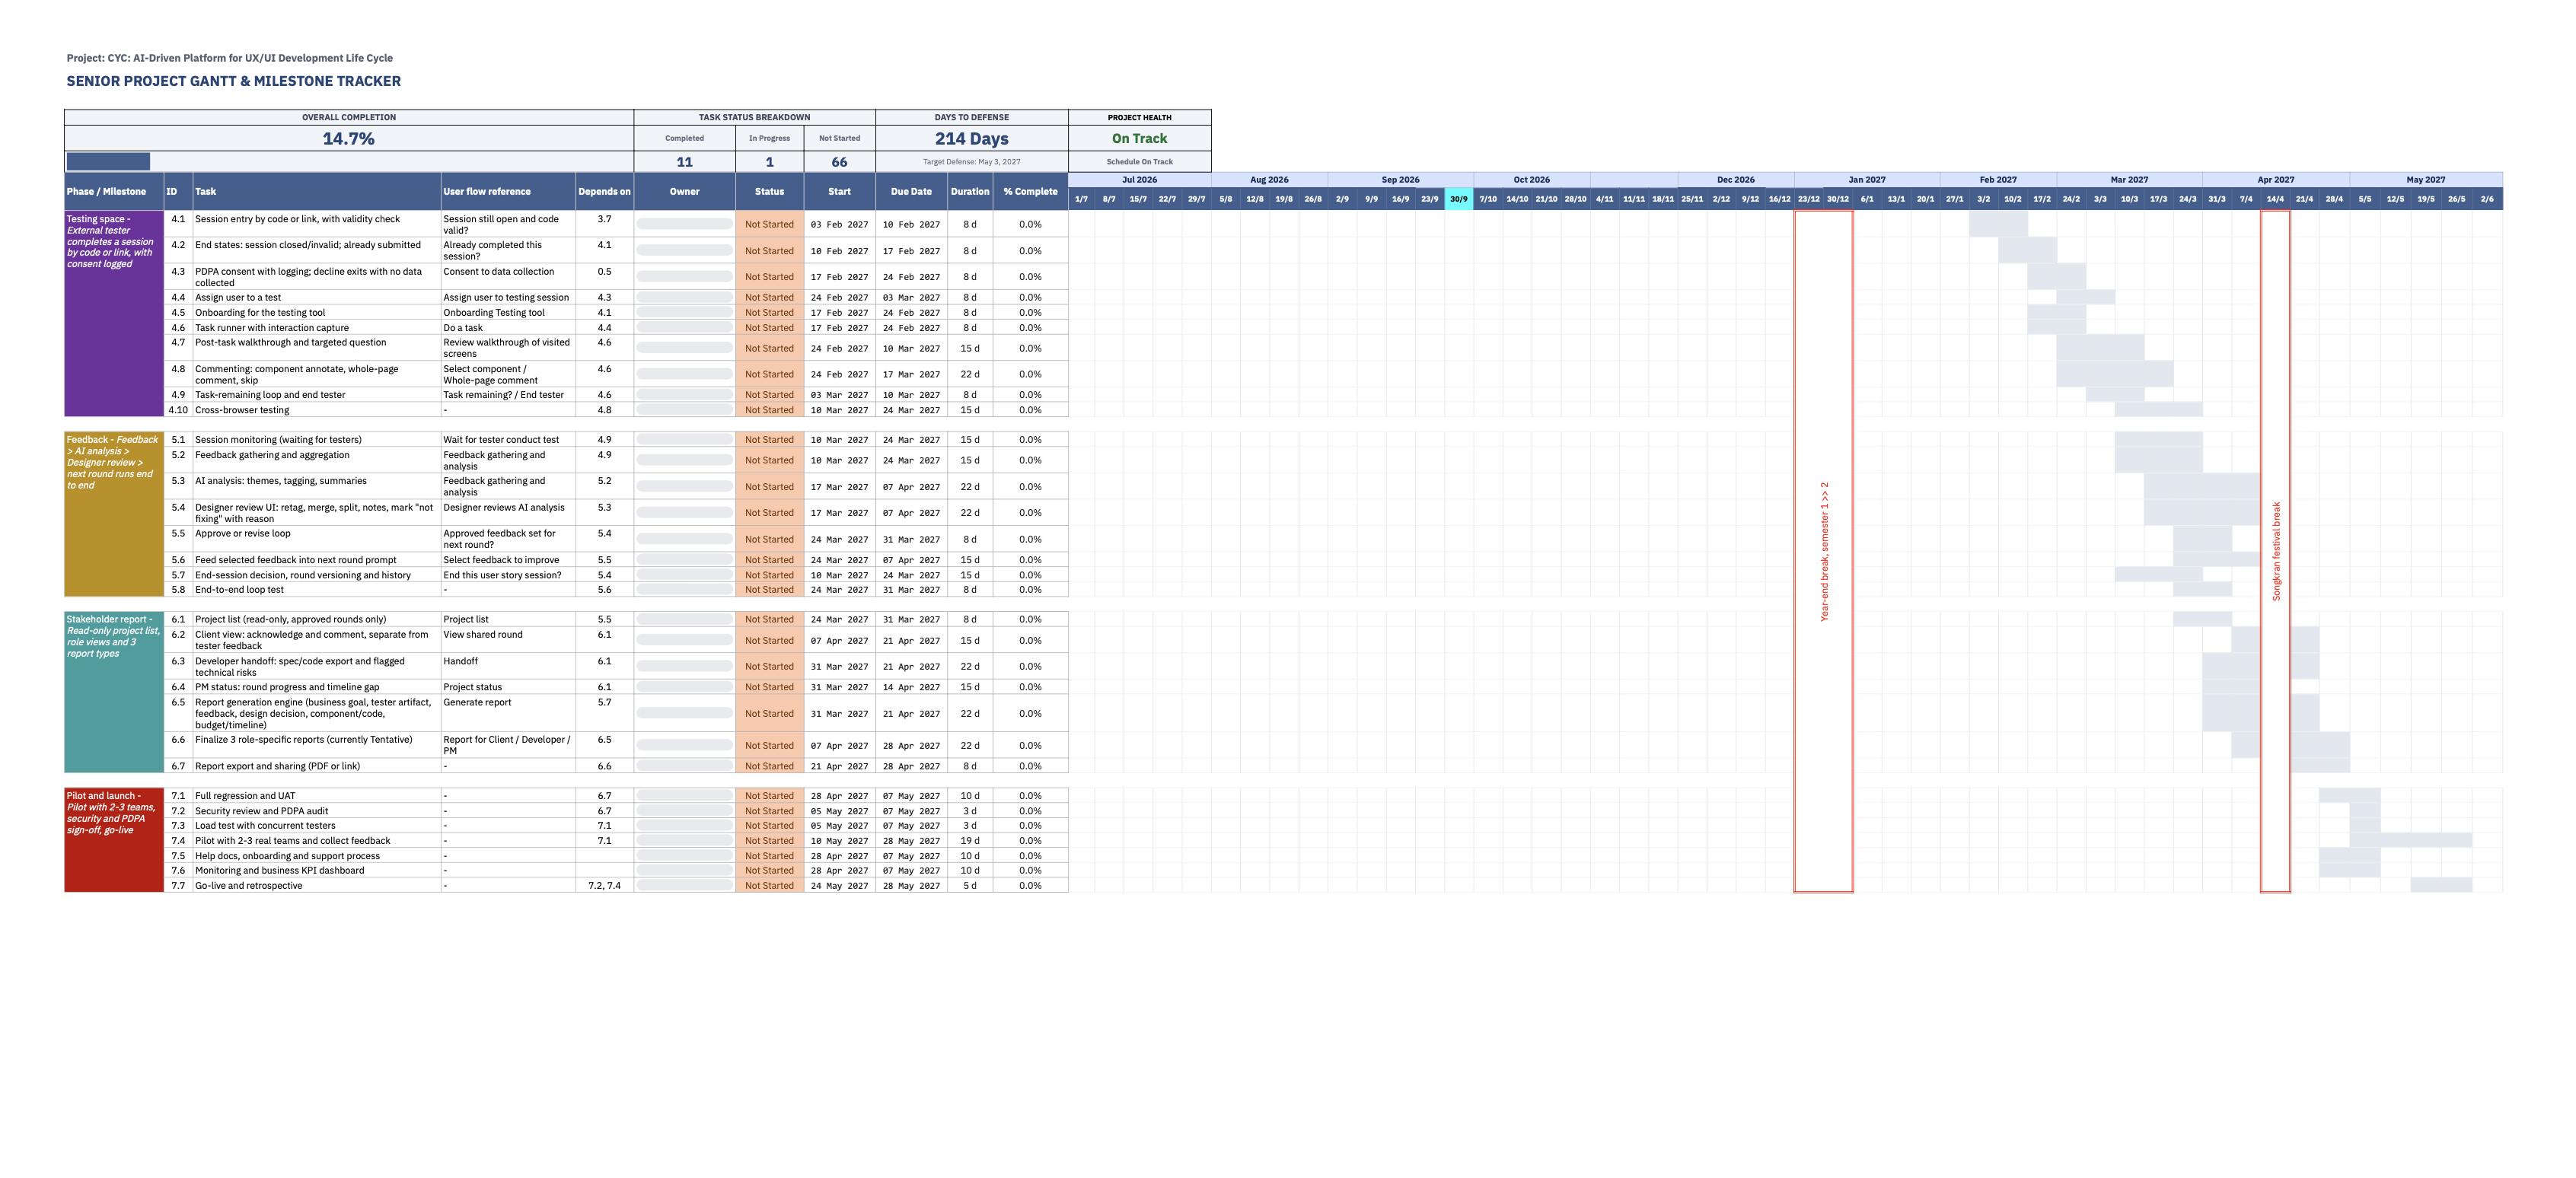 Project: CYC: AI-Driven Platform for UX/UI Development Life Cycle
SENIOR PROJECT GANTT & MILESTONE TRACKER
OVERALL COMPLETION TASK STATUS BREAKDOWN DAYS TO DEFENSE PROJECT HEALTH
14.7% Completed In Progress Not Started 214 Days On Track
11 1 66 Target Defense: May 3, 2027 Schedule On Track
Jul 2026 Aug 2026 Sep 2026 Oct 2026 Dec 2026 Jan 2027 Feb 2027 Mar 2027 Apr 2027 May 2027
Phase / Milestone ID Task User flow reference Depends on Owner Status Start Due Date Duration % Complete
1/7 8/7 15/7 22/7 29/7 5/8 12/8 19/8 26/8 2/9 9/9 16/9 23/9 30/9 7/10 14/10 21/10 28/10 4/11 11/11 18/11 25/11 2/12 9/12 16/12 23/12 30/12 6/1 13/1 20/1 27/1 3/2 10/2 17/2 24/2 3/3 10/3 17/3 24/3 31/3 7/4 14/4 21/4 28/4 5/5 12/5 19/5 26/5 2/6
Testing space -
External tester
completes a session
by code or link, with
consent logged
4.1 Session entry by code or link, with validity check Session still open and code 3.7 Not Started 03 Feb 2027 10 Feb 2027 8 d 0.0%
valid?
4.2 End states: session closed/invalid; already submitted Already completed this 4.1 Not Started 10 Feb 2027 17 Feb 2027 8 d 0.0%
session?
4.3 PDPA consent with logging; decline exits with no data Consent to data collection 0.5 Not Started 17 Feb 2027 24 Feb 2027 8 d 0.0%
collected
4.4 Assign user to a test Assign user to testing session 4.3 Not Started 24 Feb 2027 03 Mar 2027 8 d 0.0%
4.5 Onboarding for the testing tool Onboarding Testing tool 4.1 Not Started 17 Feb 2027 24 Feb 2027 8 d 0.0%
4.6 Task runner with interaction capture Do a task 4.4 Not Started 17 Feb 2027 24 Feb 2027 8 d 0.0%
4.7 Post-task walkthrough and targeted question Review walkthrough of visited 4.6 Not Started 24 Feb 2027 10 Mar 2027 15 d 0.0%
screens
4.8 Commenting: component annotate, whole-page Select component / 4.6 Not Started 24 Feb 2027 17 Mar 2027 22 d 0.0%
comment, skip Whole-page comment
4.9 Task-remaining loop and end tester Task remaining? / End tester 4.6 Not Started 03 Mar 2027 10 Mar 2027 8 d 0.0%
4.10 Cross-browser testing - 4.8 Not Started 10 Mar 2027 24 Mar 2027 15 d 0.0%
Feedback - Feedback
> AI analysis >
Designer review >
next round runs end
to end
5.1 Session monitoring (waiting for testers) Wait for tester conduct test 4.9 Not Started 10 Mar 2027 24 Mar 2027 15 d 0.0%
5.2 Feedback gathering and aggregation Feedback gathering and 4.9 Not Started 10 Mar 2027 24 Mar 2027 15 d 0.0%
analysis
5.3 AI analysis: themes, tagging, summaries Feedback gathering and 5.2 Not Started 17 Mar 2027 07 Apr 2027 22 d 0.0%
analysis
5.4 Designer review UI: retag, merge, split, notes, mark "not Designer reviews AI analysis 5.3 Not Started 17 Mar 2027 07 Apr 2027 22 d 0.0%
fixing" with reason
5.5 Approve or revise loop Approved feedback set for 5.4 Not Started 24 Mar 2027 31 Mar 2027 8 d 0.0%
next round?
5.6 Feed selected feedback into next round prompt Select feedback to improve 5.5 Not Started 24 Mar 2027 07 Apr 2027 15 d 0.0%
5.7 End-session decision, round versioning and history End this user story session? 5.4 Not Started 10 Mar 2027 24 Mar 2027 15 d 0.0%
5.8 End-to-end loop test - 5.6 Not Started 24 Mar 2027 31 Mar 2027 8 d 0.0%
Stakeholder report -
Read-only project list,
role views and 3
report types
6.1 Project list (read-only, approved rounds only) Project list 5.5 Not Started 24 Mar 2027 31 Mar 2027 8 d 0.0%
6.2 Client view: acknowledge and comment, separate from View shared round 6.1 Not Started 07 Apr 2027 21 Apr 2027 15 d 0.0%
tester feedback
6.3 Developer handoff: spec/code export and flagged Handoff 6.1 Not Started 31 Mar 2027 21 Apr 2027 22 d 0.0%
technical risks
6.4 PM status: round progress and timeline gap Project status 6.1 Not Started 31 Mar 2027 14 Apr 2027 15 d 0.0%
6.5 Report generation engine (business goal, tester artifact, Generate report 5.7 Not Started 31 Mar 2027 21 Apr 2027 22 d 0.0%
feedback, design decision, component/code,
budget/timeline)
6.6 Finalize 3 role-specific reports (currently Tentative) Report for Client / Developer / 6.5 Not Started 07 Apr 2027 28 Apr 2027 22 d 0.0%
PM
6.7 Report export and sharing (PDF or link) - 6.6 Not Started 21 Apr 2027 28 Apr 2027 8 d 0.0%
Pilot and launch -
Pilot with 2-3 teams,
security and PDPA
sign-off, go-live
7.1 Full regression and UAT - 6.7 Not Started 28 Apr 2027 07 May 2027 10 d 0.0%
7.2 Security review and PDPA audit - 6.7 Not Started 05 May 2027 07 May 2027 3 d 0.0%
7.3 Load test with concurrent testers - 7.1 Not Started 05 May 2027 07 May 2027 3 d 0.0%
7.4 Pilot with 2-3 real teams and collect feedback - 7.1 Not Started 10 May 2027 28 May 2027 19 d 0.0%
7.5 Help docs, onboarding and support process - Not Started 28 Apr 2027 07 May 2027 10 d 0.0%
7.6 Monitoring and business KPI dashboard - Not Started 28 Apr 2027 07 May 2027 10 d 0.0%
7.7 Go-live and retrospective - 7.2, 7.4 Not Started 24 May 2027 28 May 2027 5 d 0.0%
Year-end break, semester 1 >> 2
Songkran festival break